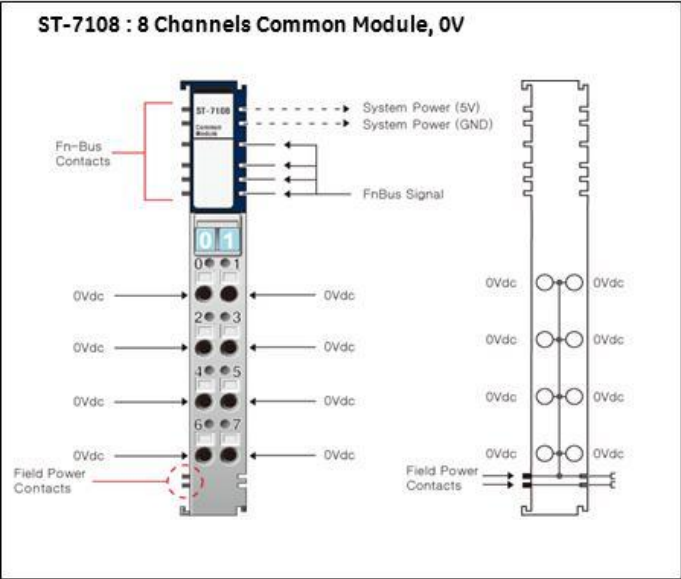 ST-7108 : 8 Channels Common Module, 0V
ST-7108
Common
Module
System Power (5V)
System Power (GND)
Fn-Bus
Contacts
FnBus Signal
0 1
0 1
0Vdc 0Vdc
2 3
0Vdc 0Vdc
4 5
0Vdc 0Vdc
6 7
0Vdc 0Vdc
Field Power
Contacts
0Vdc 0Vdc
0Vdc 0Vdc
0Vdc 0Vdc
0Vdc 0Vdc
Field Power
Contacts